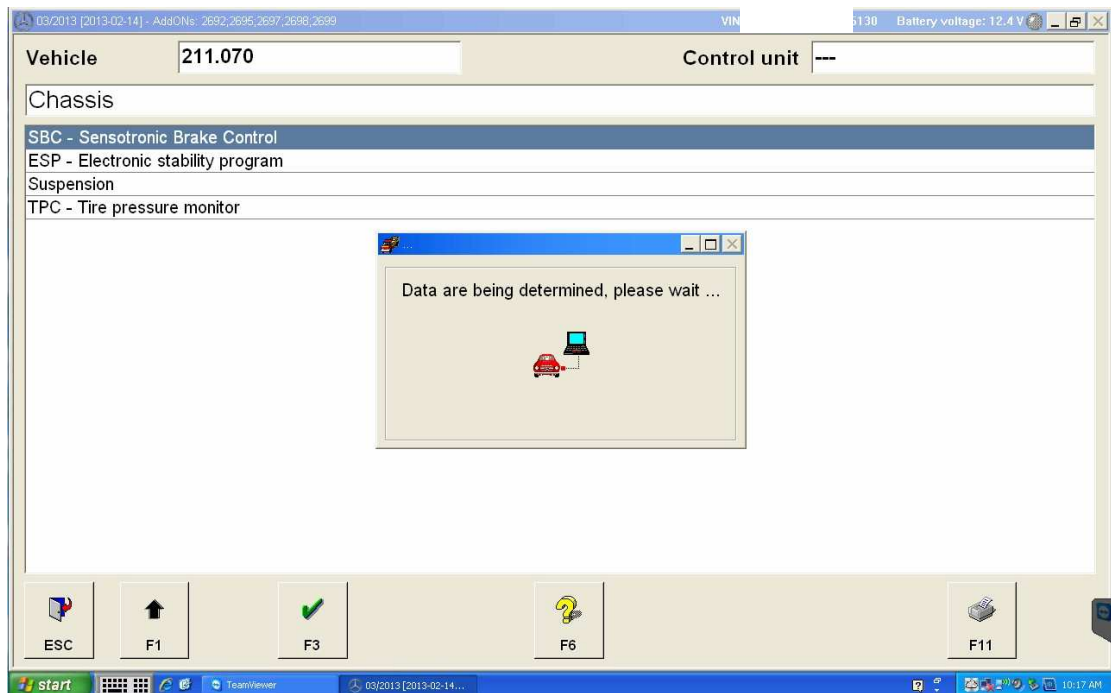 03/2013 [2013-02-14] - AddONs: 2692;2695;2697;2698;2699 VIN 5130 Battery voltage: 12.4 V
Vehicle 211.070 Control unit ---
Chassis
SBC - Sensotronic Brake Control
ESP - Electronic stability program
Suspension
TPC - Tire pressure monitor
...
Data are being determined, please wait ...
ESC F1 F3 F6 F11
start TeamViewer 03/2013 [2013-02-14... 10:17 AM